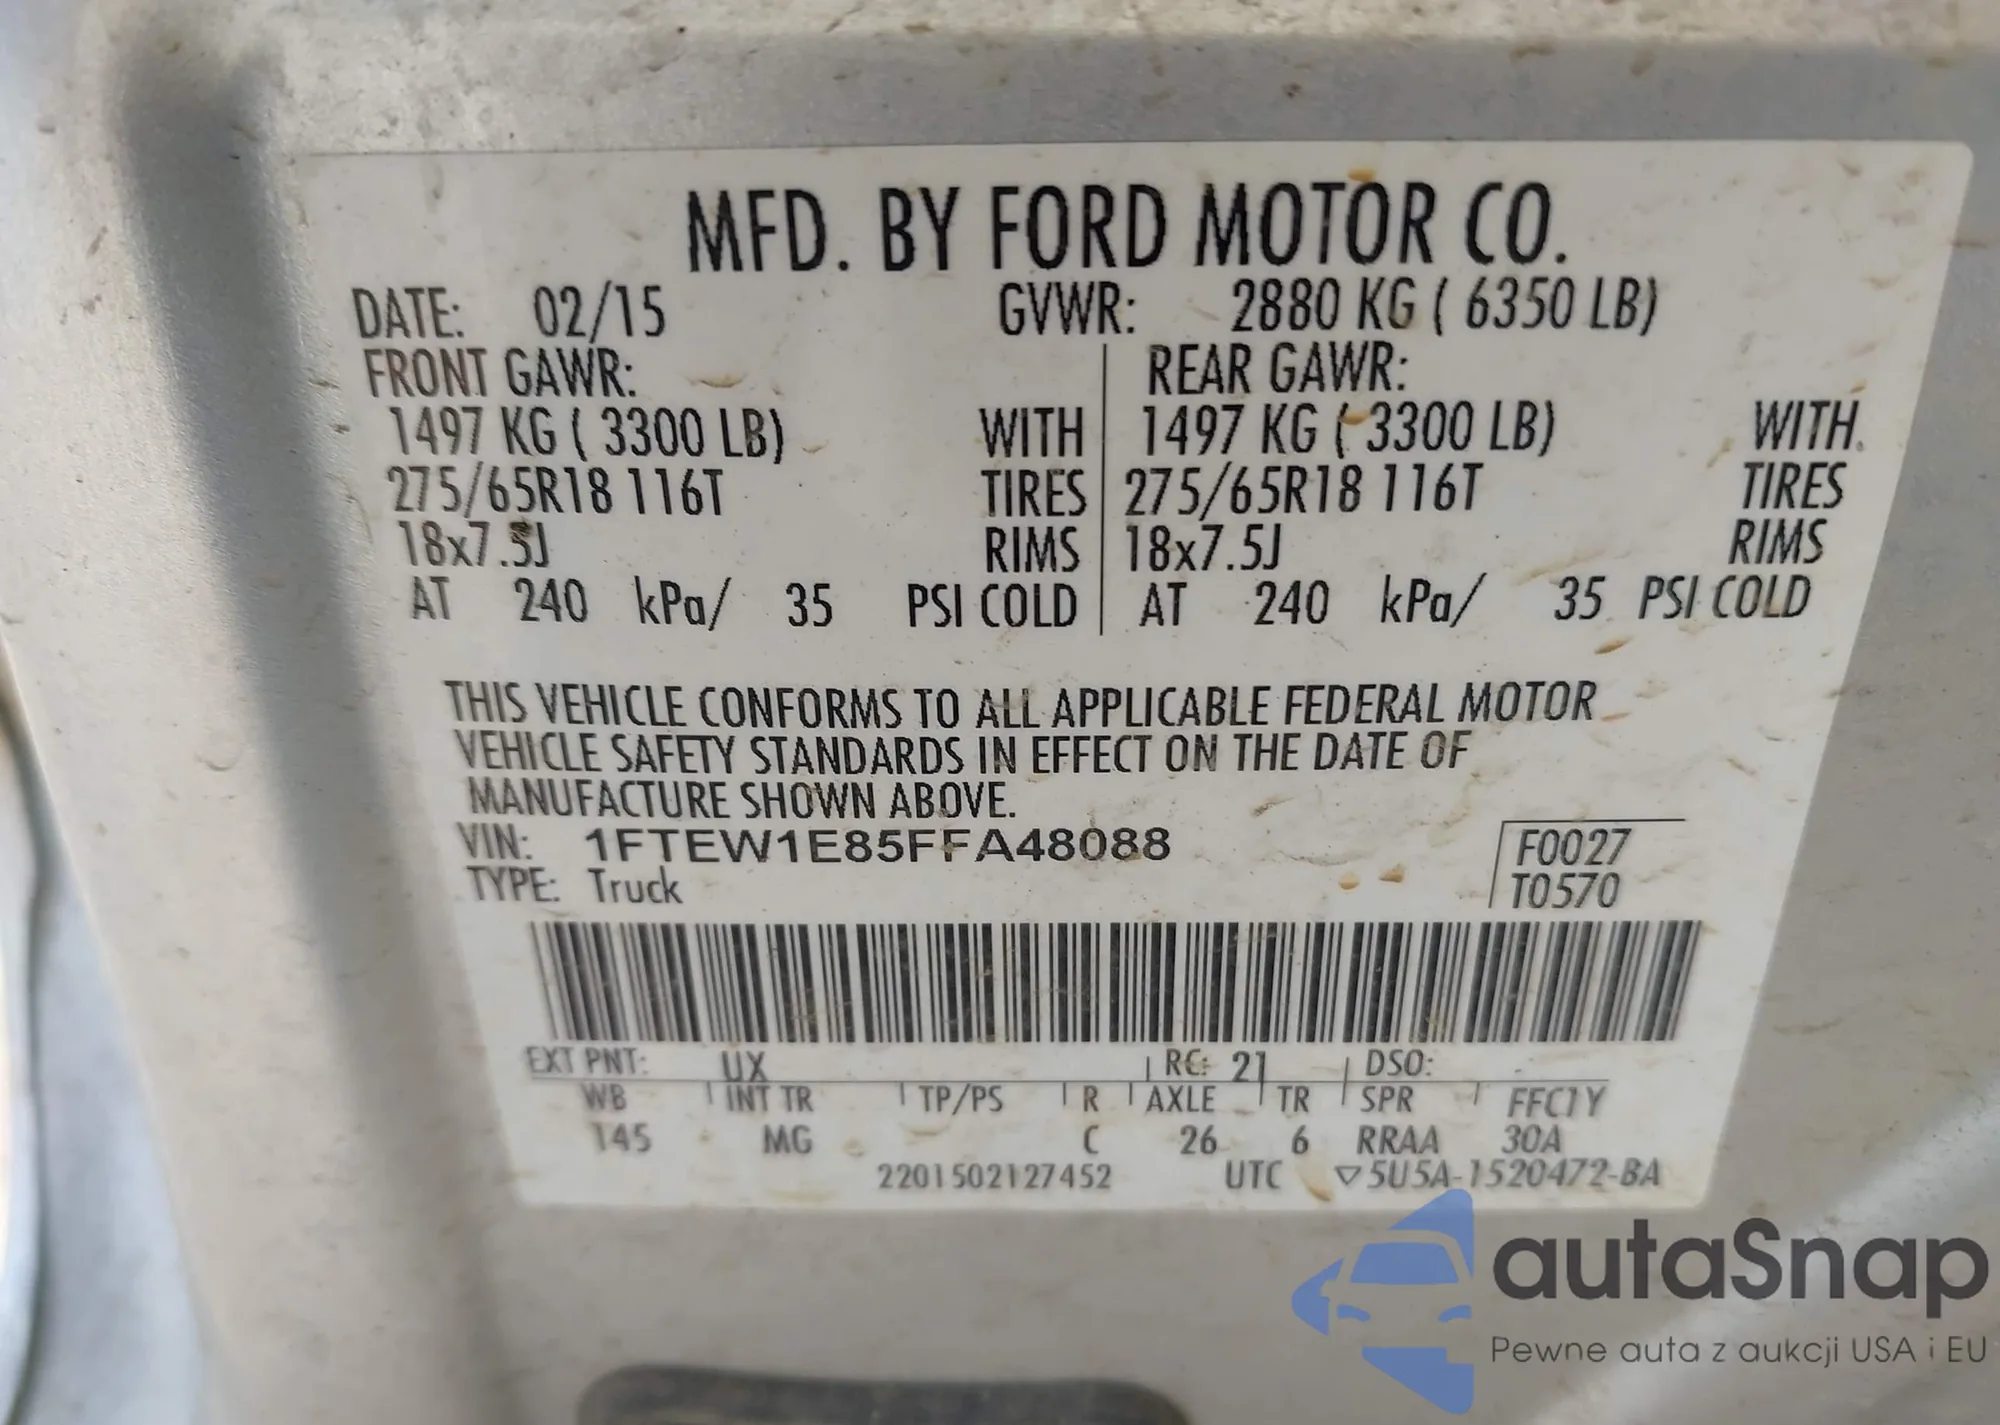 MFD. BY FORD MOTOR CO.
DATE: 02/15 GVWR: 2880 KG ( 6350 LB)
FRONT GAWR: REAR GAWR:
1497 KG ( 3300 LB) WITH 1497 KG ( 3300 LB) WITH
275/65R18 116T TIRES 275/65R18 116T TIRES
18x7.5J RIMS 18x7.5J RIMS
AT 240 kPa/ 35 PSI COLD AT 240 kPa/ 35 PSI COLD
THIS VEHICLE CONFORMS TO ALL APPLICABLE FEDERAL MOTOR
VEHICLE SAFETY STANDARDS IN EFFECT ON THE DATE OF
MANUFACTURE SHOWN ABOVE.
VIN: 1FTEW1E85FFA48088 F0027
TYPE: Truck T0570
EXT PNT: UX RC: 21 DSO:
WB INT TR TP/PS R AXLE TR SPR FFC1Y
145 MG C 26 6 RRAA 30A
2201502127452 UTC ▽5U5A-1520472-BA
autaSnap
Pewne auta z aukcji USA i EU